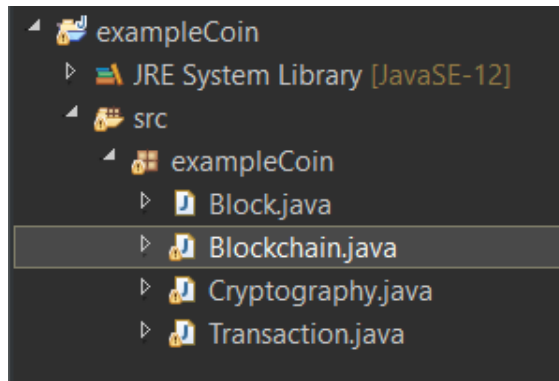 exampleCoin
JRE System Library [JavaSE-12]
src
exampleCoin
Block.java
Blockchain.java
Cryptography.java
Transaction.java